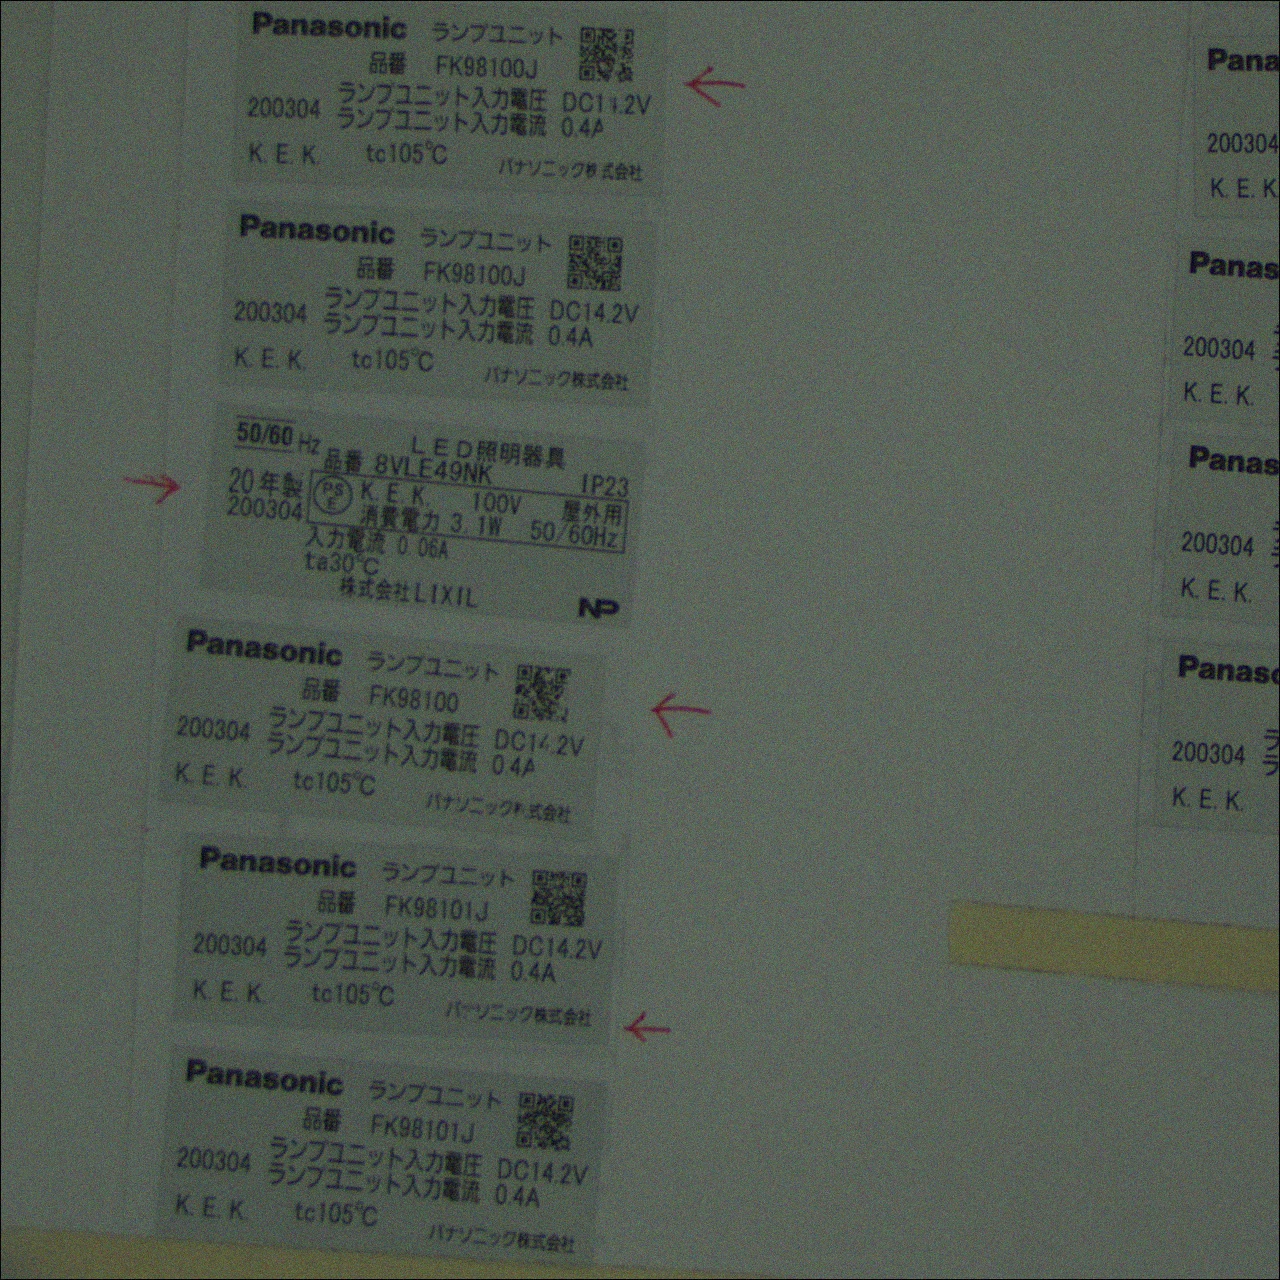 Panasonic ランプユニット
品番 FK98100J
ランプユニット入力電圧 DC14.2V
200304 ランプユニット入力電流 0.4A
K. E. K. tc105℃
パナソニック株式会社
Panasonic ランプユニット
品番 FK98100J
ランプユニット入力電圧 DC14.2V
200304 ランプユニット入力電流 0.4A
K. E. K. tc105℃
パナソニック株式会社
50/60 Hz LED照明器具
品番 8VLE49NK IP23
20年製 PSE K. E. K. 100V 屋外用
200304 消費電力 3.1W 50/60Hz
入力電流 0.06A
ta30℃
株式会社LIXIL NP
Panasonic ランプユニット
品番 FK98100
ランプユニット入力電圧 DC14.2V
200304 ランプユニット入力電流 0.4A
K. E. K. tc105℃
パナソニック株式会社
Panasonic ランプユニット
品番 FK98101J
ランプユニット入力電圧 DC14.2V
200304 ランプユニット入力電流 0.4A
K. E. K. tc105℃
パナソニック株式会社
Panasonic ランプユニット
品番 FK98101J
ランプユニット入力電圧 DC14.2V
200304 ランプユニット入力電流 0.4A
K. E. K. tc105℃
パナソニック株式会社
Pana
200304
K. E. K
Panas
200304
K. E. K.
Panas
200304
K. E. K.
Panaso
200304
K. E. K.